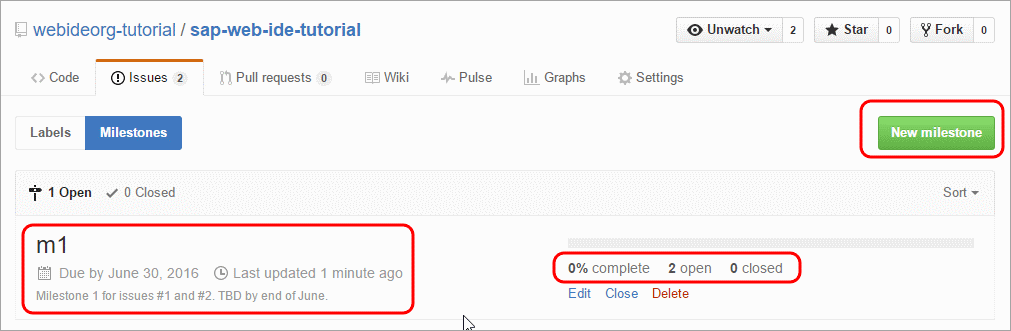 webideorg-tutorial / sap-web-ide-tutorial Unwatch 2 Star 0 Fork 0
Code Issues 2 Pull requests 0 Wiki Pulse Graphs Settings
Labels Milestones New milestone
1 Open 0 Closed Sort
m1
Due by June 30, 2016 Last updated 1 minute ago
Milestone 1 for issues #1 and #2. TBD by end of June.
0% complete 2 open 0 closed
Edit Close Delete